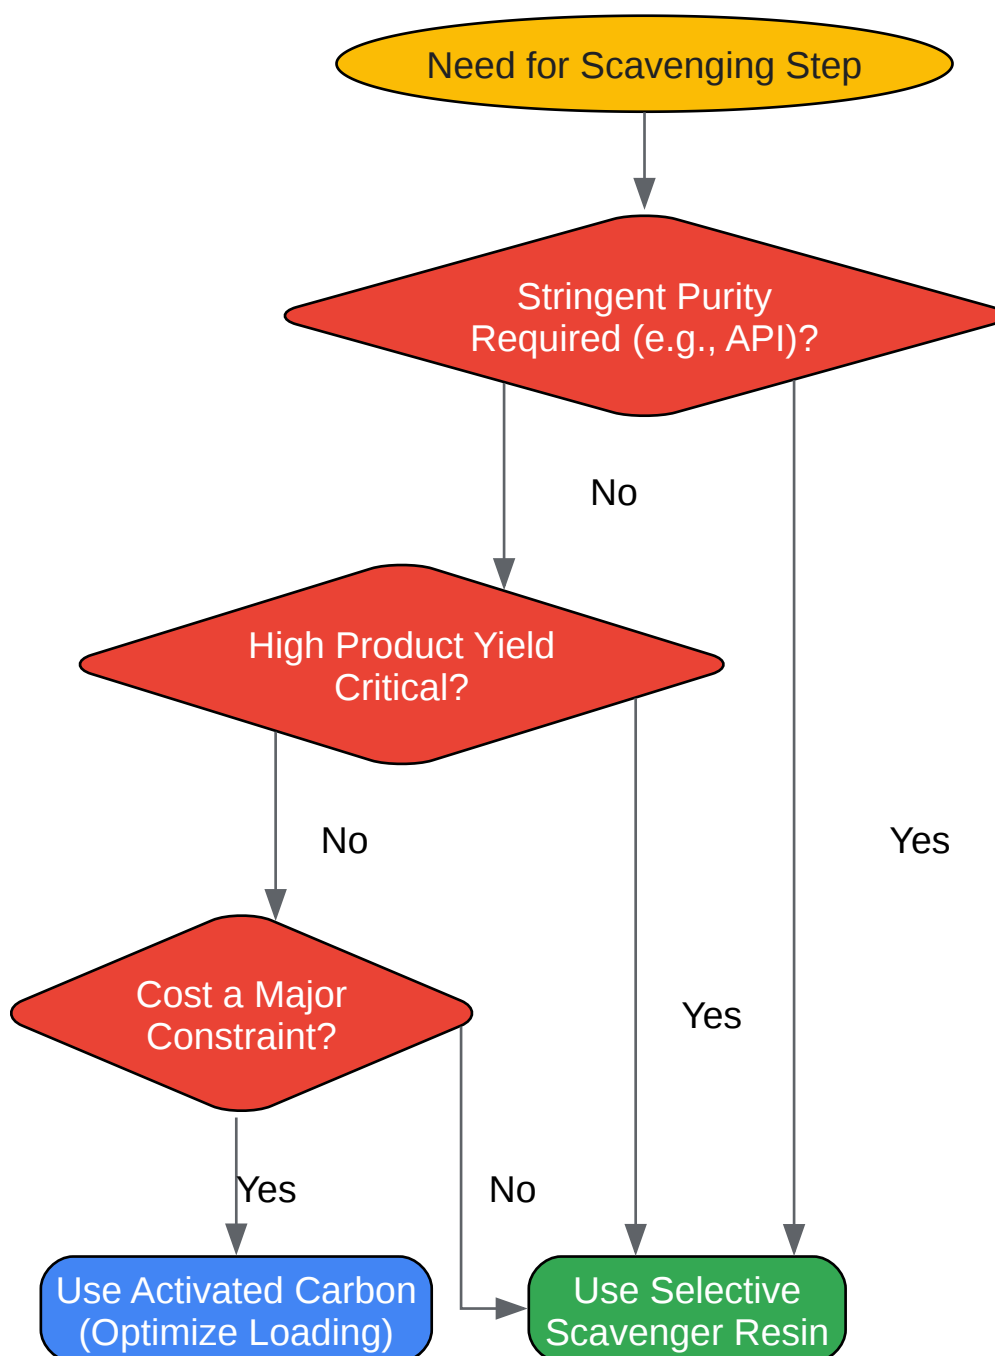 Need for Scavenging Step
Stringent Purity
Required (e.g., API)?
No
High Product Yield
Critical?
No
Yes
Cost a Major
Constraint?
Yes
Yes
No
Use Activated Carbon
(Optimize Loading)
Use Selective
Scavenger Resin